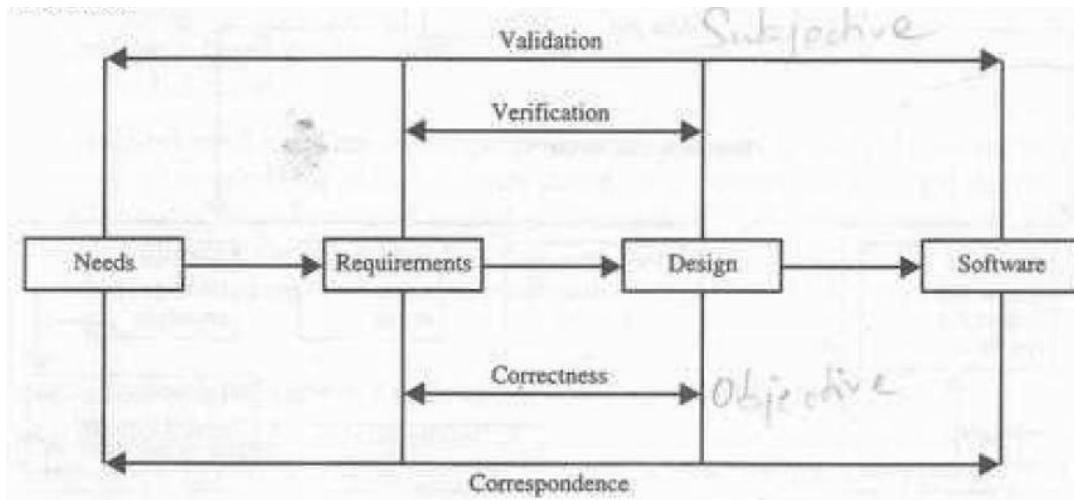 Subjective
Validation
Verification
Needs
Requirements
Design
Software
Correctness
Objective
Correspondence